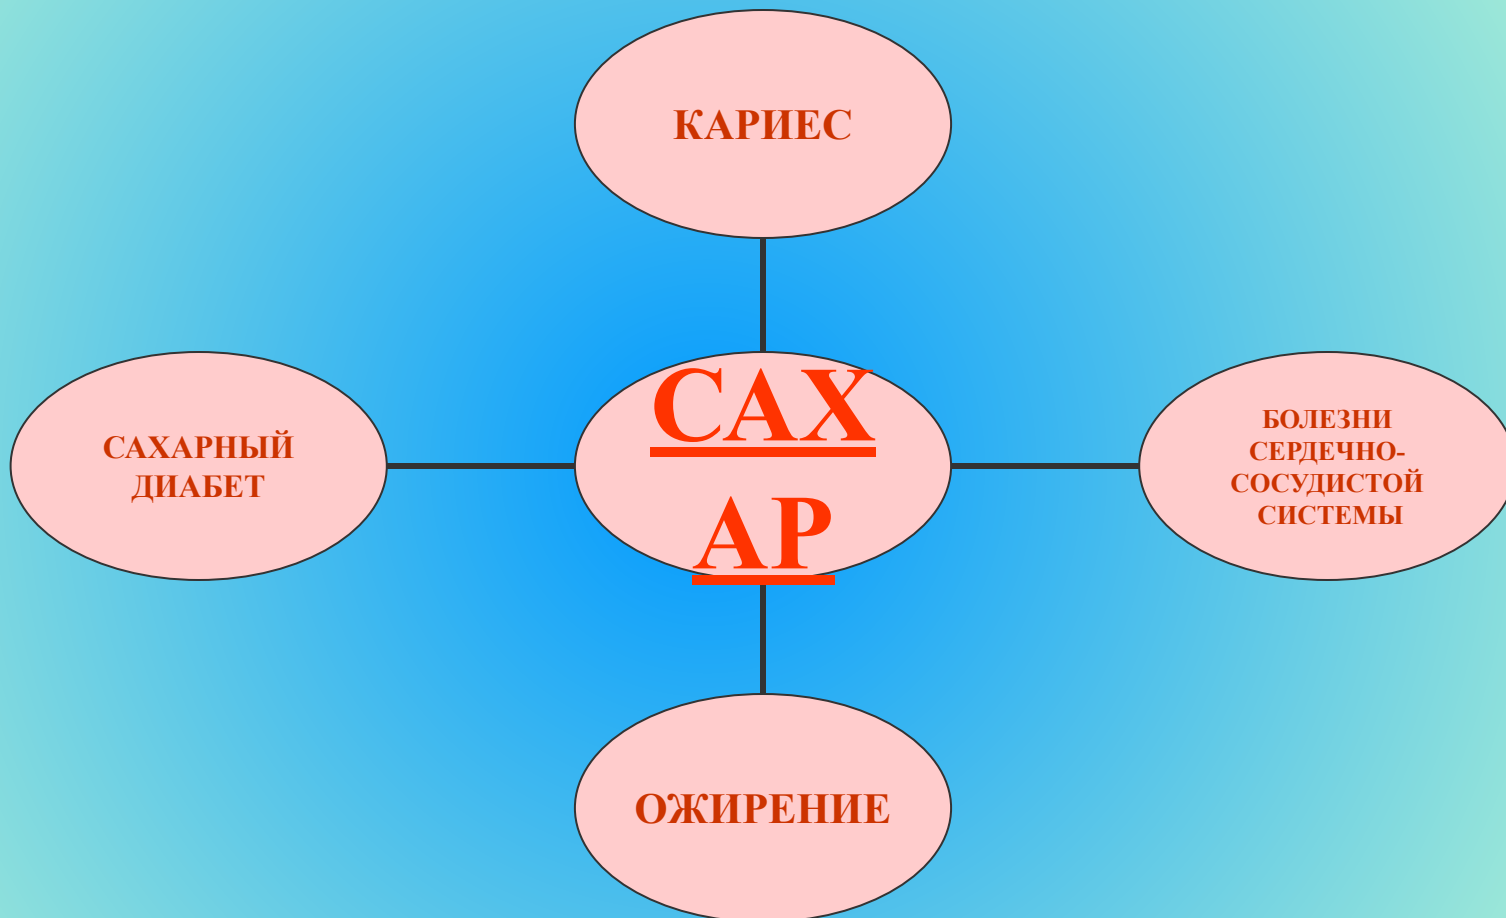 КАРИЕС
САХАРНЫЙ
ДИАБЕТ
САХ
АР
БОЛЕЗНИ
СЕРДЕЧНО-
СОСУДИСТОЙ
СИСТЕМЫ
ОЖИРЕНИЕ